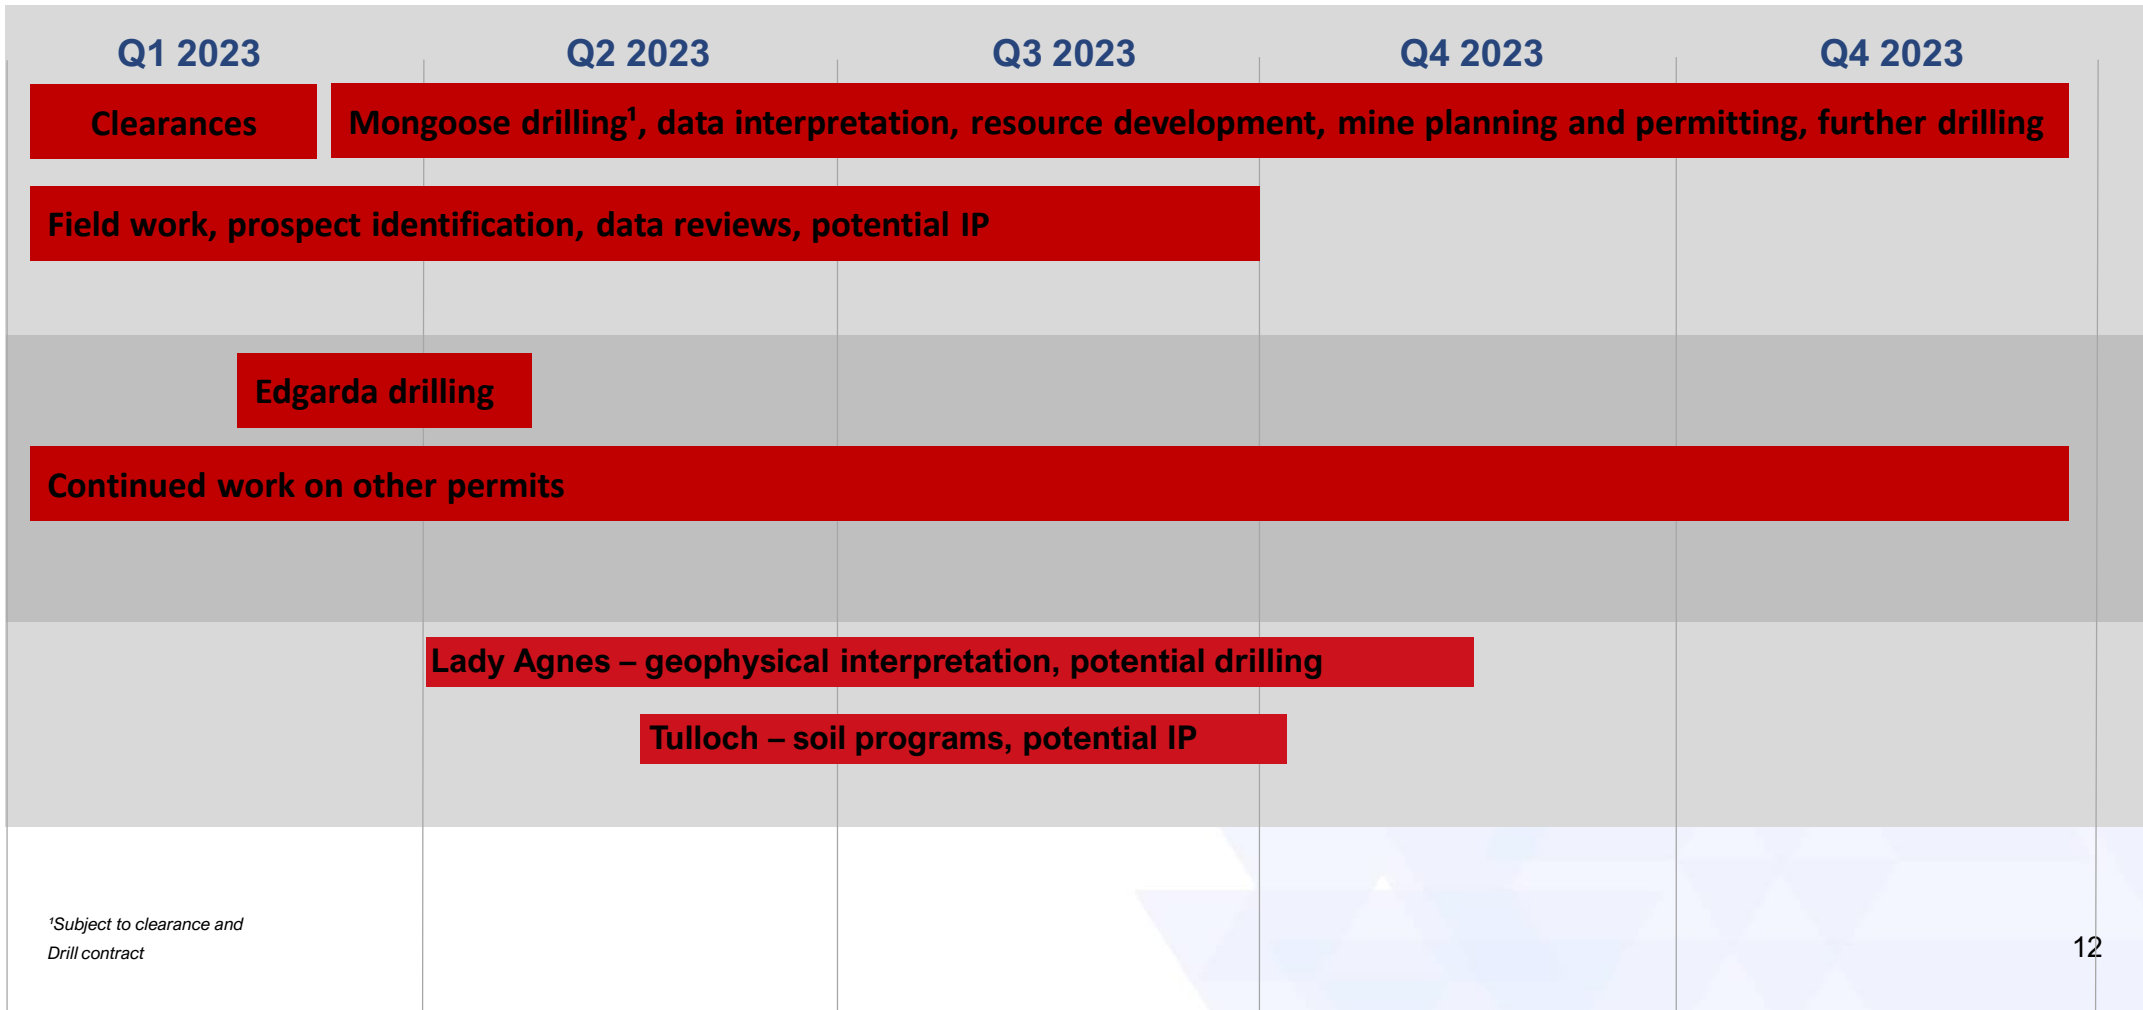 Q1 2023
Q2 2023
Q3 2023
Q4 2023
Q4 2023
Clearances
Mongoose drilling¹, data interpretation, resource development, mine planning and permitting, further drilling
Field work, prospect identification, data reviews, potential IP
Edgarda drilling
Continued work on other permits
Lady Agnes – geophysical interpretation, potential drilling
Tulloch – soil programs, potential IP
¹Subject to clearance and
Drill contract
12